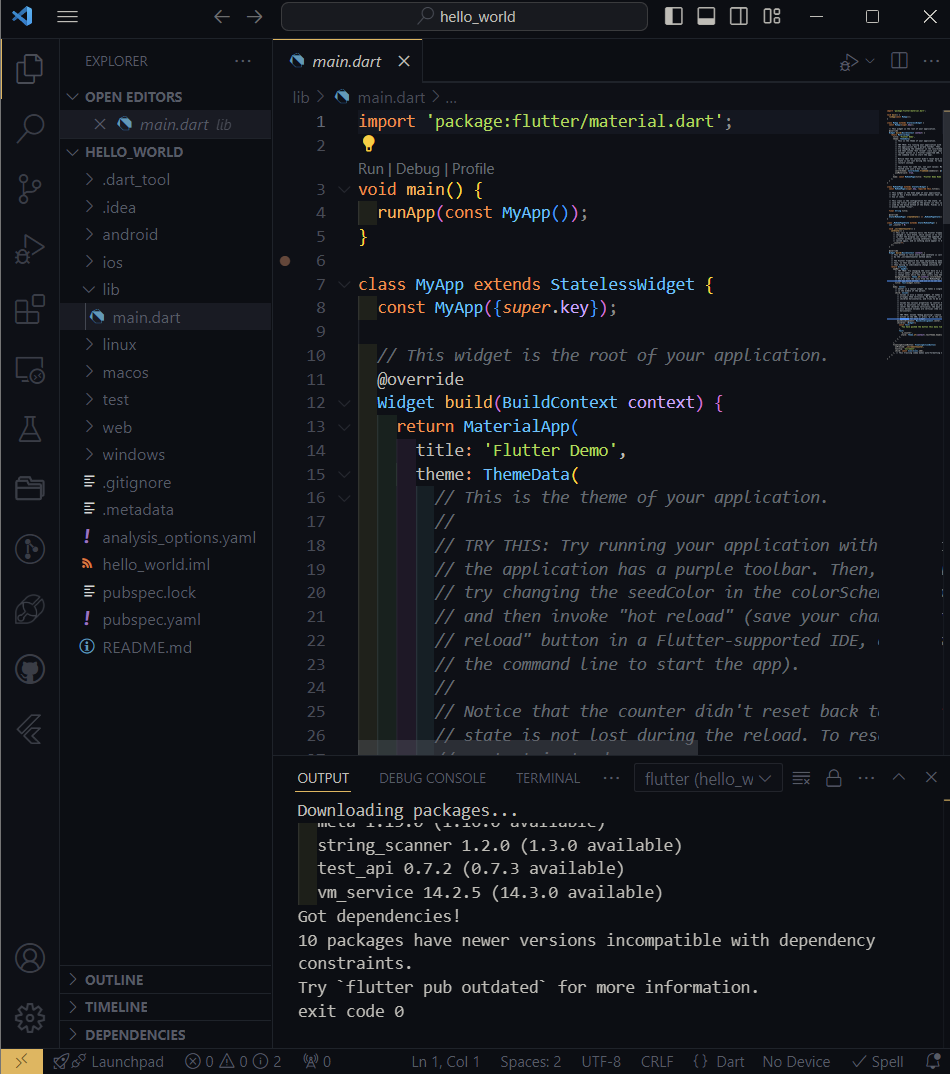 hello_world
EXPLORER ...
OPEN EDITORS
main.dart lib
HELLO_WORLD
.dart_tool
.idea
android
ios
lib
main.dart
linux
macos
test
web
windows
.gitignore
.metadata
! analysis_options.yaml
hello_world.iml
pubspec.lock
! pubspec.yaml
README.md
OUTLINE
TIMELINE
DEPENDENCIES
main.dart
lib > main.dart > ...
1 import 'package:flutter/material.dart';
2
Run | Debug | Profile
3 void main() {
4 runApp(const MyApp());
5 }
6
7 class MyApp extends StatelessWidget {
8 const MyApp({super.key});
9
10 // This widget is the root of your application.
11 @override
12 Widget build(BuildContext context) {
13 return MaterialApp(
14 title: 'Flutter Demo',
15 theme: ThemeData(
16 // This is the theme of your application.
17 //
18 // TRY THIS: Try running your application with
19 // the application has a purple toolbar. Then,
20 // try changing the seedColor in the colorSchem
21 // and then invoke "hot reload" (save your cha
22 // reload" button in a Flutter-supported IDE,
23 // the command line to start the app).
24 //
25 // Notice that the counter didn't reset back t
26 // state is not lost during the reload. To res
OUTPUT DEBUG CONSOLE TERMINAL ... flutter (hello_w
Downloading packages...
meta 1.15.0 (1.16.0 available)
string_scanner 1.2.0 (1.3.0 available)
test_api 0.7.2 (0.7.3 available)
vm_service 14.2.5 (14.3.0 available)
Got dependencies!
10 packages have newer versions incompatible with dependency
constraints.
Try `flutter pub outdated` for more information.
exit code 0
Launchpad 0 0 2 0 Ln 1, Col 1 Spaces: 2 UTF-8 CRLF {} Dart No Device Spell